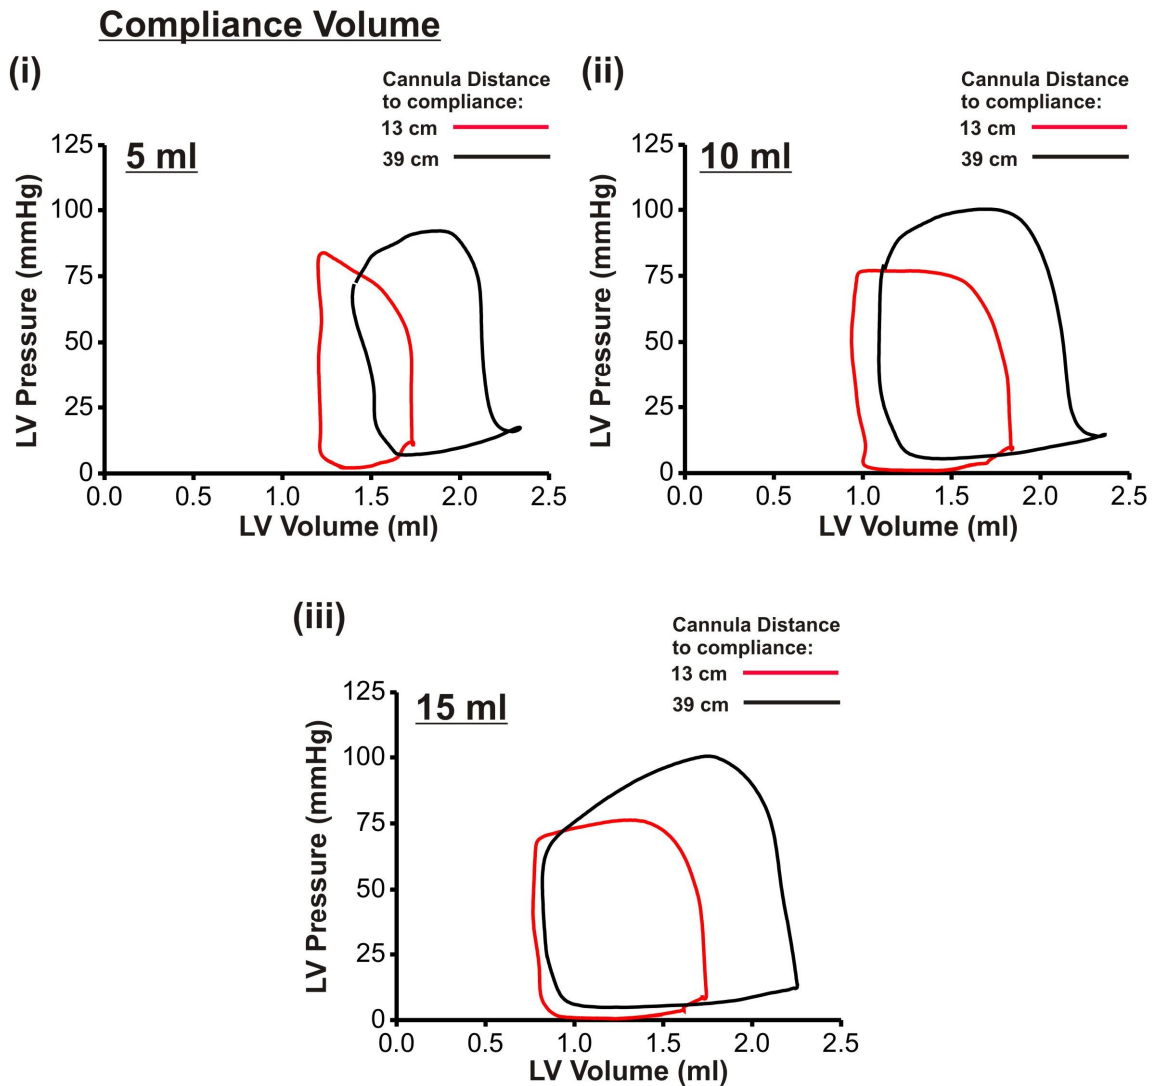 Compliance Volume
(i)
Cannula Distance
to compliance:
13 cm
39 cm
5 ml
125
100
75
50
25
0
LV Pressure (mmHg)
0.0 0.5 1.0 1.5 2.0 2.5
LV Volume (ml)
(ii)
Cannula Distance
to compliance:
13 cm
39 cm
10 ml
125
100
75
50
25
0
LV Pressure (mmHg)
0.0 0.5 1.0 1.5 2.0 2.5
LV Volume (ml)
(iii)
Cannula Distance
to compliance:
13 cm
39 cm
15 ml
125
100
75
50
25
0
LV Pressure (mmHg)
0.0 0.5 1.0 1.5 2.0 2.5
LV Volume (ml)